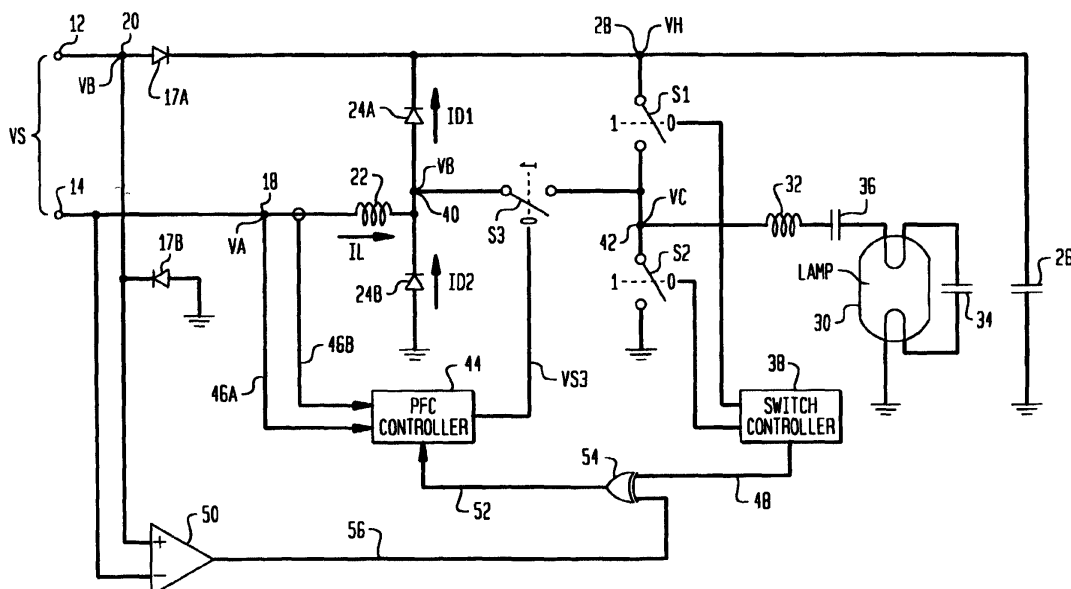 12
20
28
VH
VB
17A
24A
ID1
S1
1
0
VS
14
18
22
VB
40
1
0
S3
VC
42
32
36
S2
1
0
VA
IL
17B
24B
ID2
LAMP
30
34
26
46B
46A
44
VS3
38
PFC
CONTROLLER
SWITCH
CONTROLLER
54
52
48
50
56
+
−